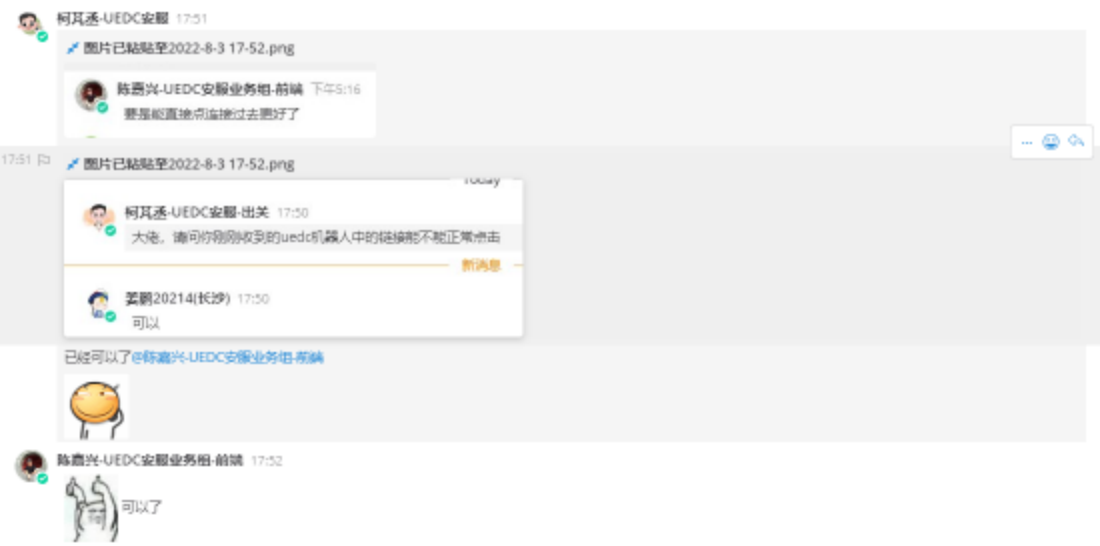 柯其丞-UEDC安服 17:51
图片已粘贴至2022-8-3 17-52.png
陈嘉兴-UEDC安服业务组-前端 下午5:16
要是能直接点连接过去更好了
17:51
图片已粘贴至2022-8-3 17-52.png
Today
柯其丞-UEDC安服-出关 17:50
大佬，请问你刚刚收到的uedc机器人中的链接能不能正常点击
新消息
姜鹏20214(长沙) 17:50
可以
已经可以了@陈嘉兴-UEDC安服业务组-前端
陈嘉兴-UEDC安服业务组-前端 17:52
可以了